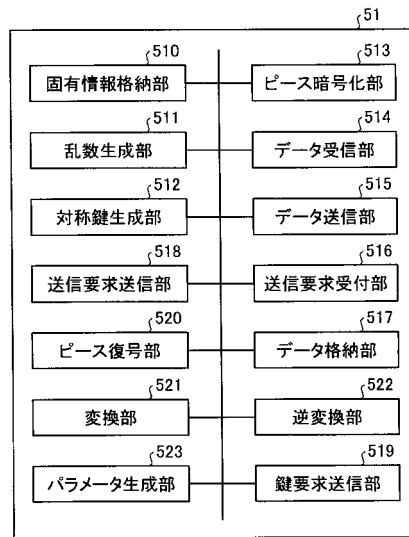 51
510
固有情報格納部
513
ピース暗号化部
511
乱数生成部
514
データ受信部
512
対称鍵生成部
515
データ送信部
518
送信要求送信部
516
送信要求受付部
520
ピース復号部
517
データ格納部
521
変換部
522
逆変換部
523
パラメータ生成部
519
鍵要求送信部